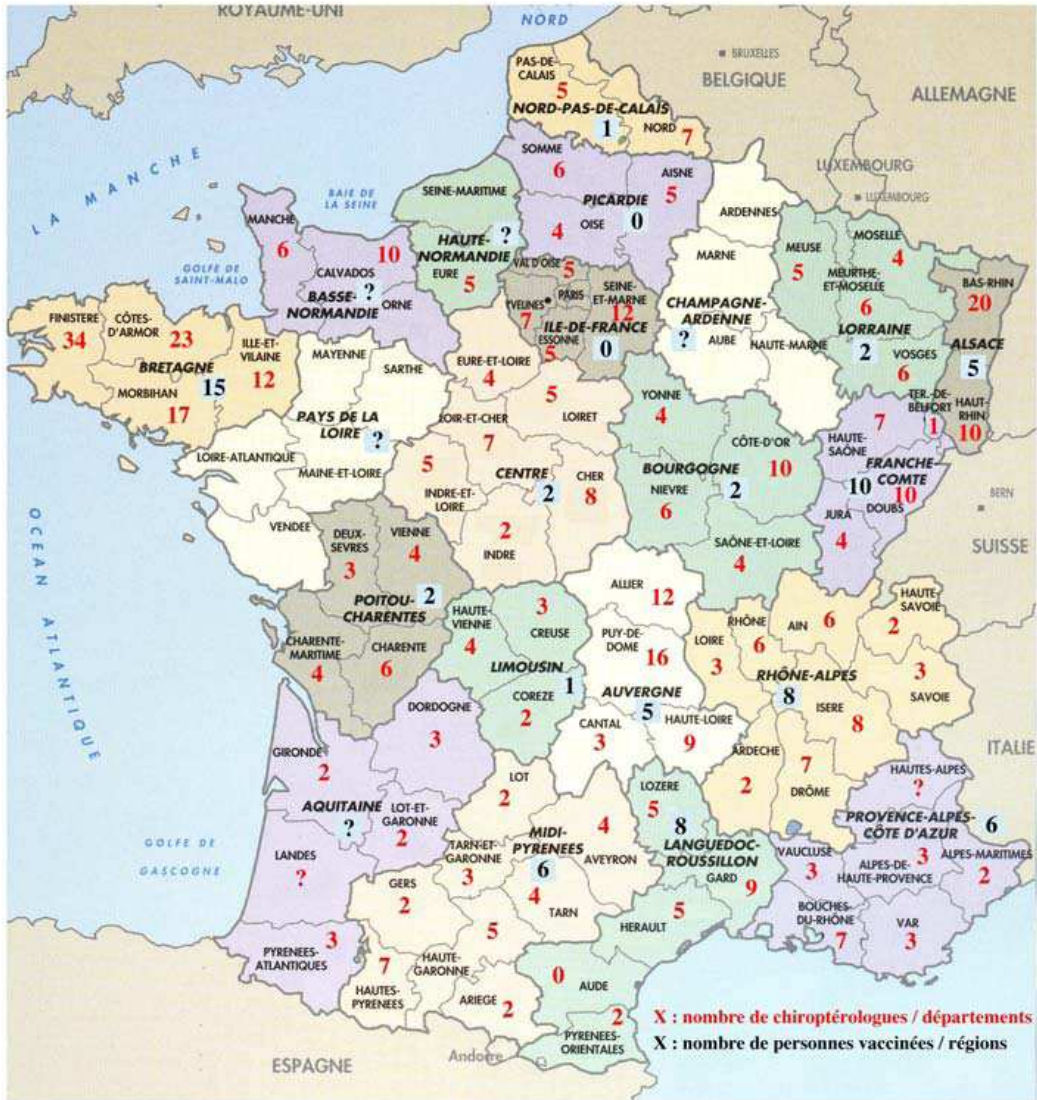 ROYAUME-UNI
NORD
BRUXELLES
BELGIQUE
ALLEMAGNE
LUXEMBOURG
LUXEMBOURG
LA MANCHE
BAIE DE
LA SEINE
GOLFE DE
SAINT-MALO
PAS-DE-
CALAIS
5
NORD-PAS-DE-CALAIS
1
NORD
7
SOMME
6
AISNE
5
PICARDIE
0
OISE
4
SEINE-MARITIME
HAUTE-
NORMANDIE
?
EURE
5
MANCHE
6
10
CALVADOS
?
BASSE-
NORMANDIE
ORNE
VAL D'OISE
5
PARIS
YVELINES
7
SEINE-
ET-MARNE
12
ILE-DE-FRANCE
ESSONNE
5
0
ARDENNES
MARNE
CHAMPAGNE-
ARDENNE
?
AUBE
HAUTE-MARNE
MEUSE
5
MOSELLE
4
MEURTHE-
ET-MOSELLE
6
LORRAINE
2
VOSGES
6
BAS-RHIN
20
ALSACE
5
HAUT-
RHIN
10
FINISTERE
34
CÔTES-
D'ARMOR
23
ILLE-ET-
VILAINE
12
BRETAGNE
15
MORBIHAN
17
MAYENNE
SARTHE
PAYS DE LA
LOIRE
?
LOIRE-ATLANTIQUE
MAINE-ET-LOIRE
VENDEE
EURE-ET-LOIRE
4
5
LOIRET
LOIR-ET-CHER
7
5
INDRE-ET-
LOIRE
CENTRE
2
CHER
8
2
INDRE
YONNE
4
CÔTE-D'OR
10
BOURGOGNE
2
NIEVRE
6
SAÔNE-ET-LOIRE
4
TER.-DE-
BELFORT
1
7
HAUTE-
SAÔNE
FRANCHE-
COMTE
10
10
DOUBS
JURA
4
BERN
SUISSE
OCEAN ATLANTIQUE
DEUX-
SEVRES
3
VIENNE
4
POITOU-
CHARENTES
2
CHARENTE-
MARITIME
4
CHARENTE
6
HAUTE-
VIENNE
4
3
CREUSE
LIMOUSIN
1
COREZE
2
ALLIER
12
PUY-DE-
DOME
16
AUVERGNE
5
CANTAL
3
HAUTE-LOIRE
9
LOIRE
3
RHÔNE
6
AIN
6
HAUTE-
SAVOIE
2
3
SAVOIE
RHÔNE-ALPES
8
ISERE
8
ARDECHE
2
7
DRÔME
ITALIE
GIRONDE
2
DORDOGNE
3
AQUITAINE
?
LOT-ET-
GARONNE
2
LANDES
?
3
PYRENEES-
ATLANTIQUES
GOLFE DE
GASCOGNE
LOT
2
MIDI-
PYRENEES
6
4
AVEYRON
TARN-ET-
GARONNE
3
GERS
2
4
TARN
5
HAUTE-
GARONNE
7
HAUTES-
PYRENEES
ARIEGE
2
LOZERE
5
8
LANGUEDOC-
ROUSSILLON
GARD
9
5
HERAULT
0
AUDE
2
PYRENEES-
ORIENTALES
HAUTES-ALPES
?
PROVENCE-ALPES-
CÔTE D'AZUR
6
VAUCLUSE
3
3
ALPES-DE-
HAUTE-PROVENCE
ALPES-MARITIMES
2
BOUCHES-
DU-RHÔNE
7
VAR
3
ESPAGNE
Andorre
X : nombre de chiroptérologues / départements
X : nombre de personnes vaccinées / régions